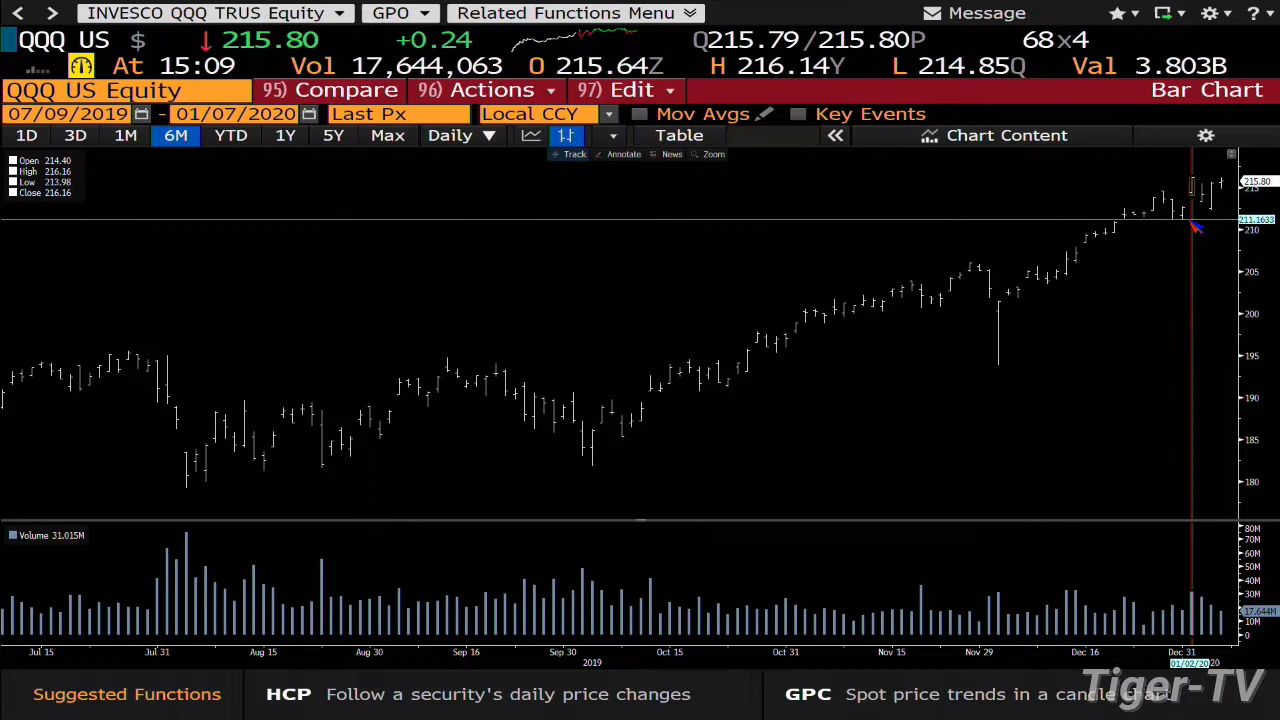 INVESCO QQQ TRUS Equity GPO Related Functions Menu Message ?
QQQ US $ ↓ 215.80 +0.24 Q215.79/215.80P 68x4
At 15:09 Vol 17,644,063 O 215.64Z H 216.14Y L 214.85Q Val 3.803B
QQQ US Equity 95) Compare 96) Actions 97) Edit Bar Chart
07/09/2019 - 01/07/2020 Last Px Local CCY Mov Avgs Key Events
1D 3D 1M 6M YTD 1Y 5Y Max Daily ▼ Table « Chart Content
Track Annotate News Zoom
Open 214.40
High 216.16
Low 213.98
Close 216.16
215.80
215
211.1633
210
205
200
195
190
185
180
Volume 31.015M
80M
70M
60M
50M
40M
30M
17.644M
10M
0
Jul 15 Jul 31 Aug 15 Aug 30 Sep 16 Sep 30 Oct 15 Oct 31 Nov 15 Nov 29 Dec 16 Dec 31
2019 01/02/20 20
Suggested Functions HCP Follow a security's daily price changes GPC Spot price trends in a candle chart
Tiger-TV